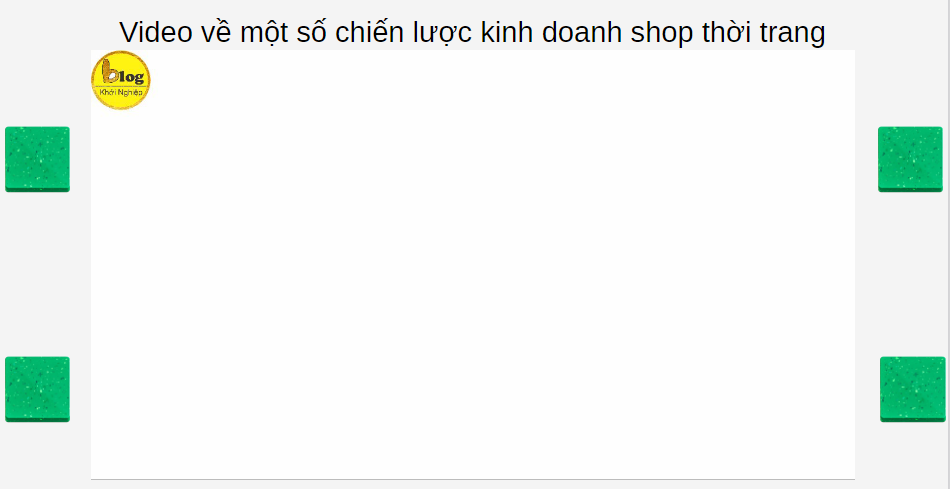 Video về một số chiến lược kinh doanh shop thời trang
blog
Khởi Nghiệp